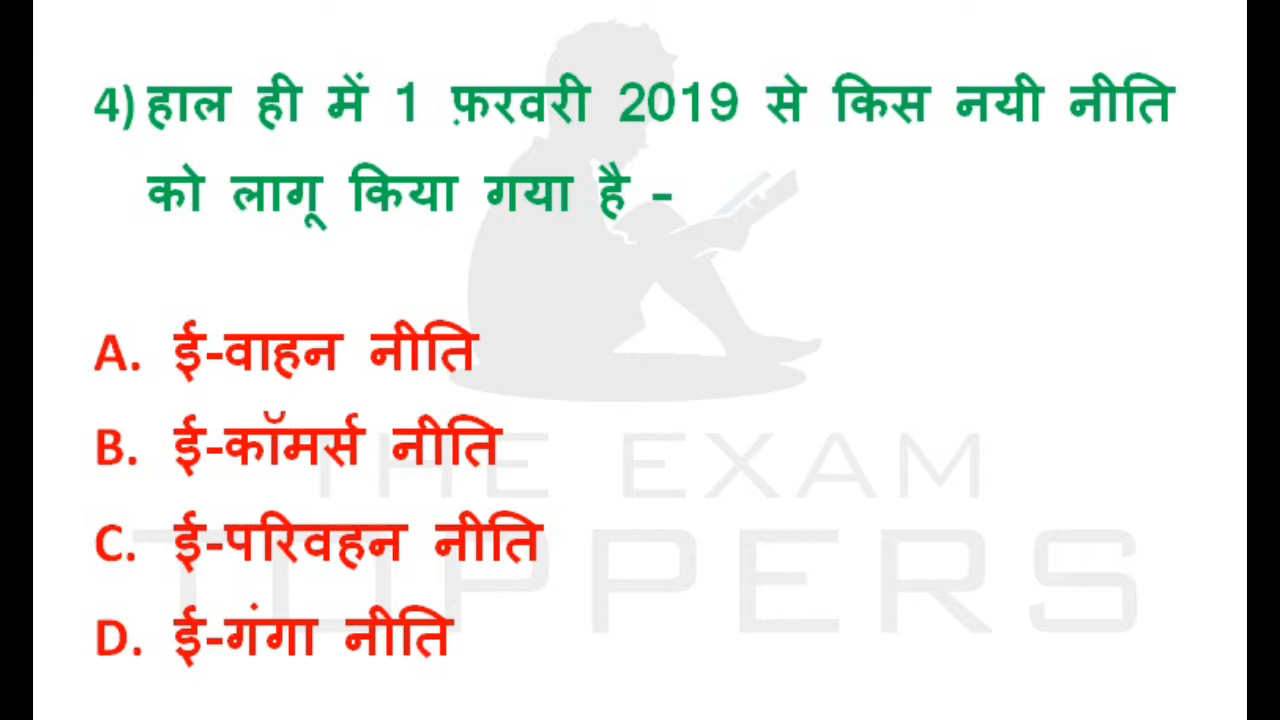 4) हाल ही में 1 फ़रवरी 2019 से किस नयी नीति
को लागू किया गया है –
A. ई-वाहन नीति
B. ई-कॉमर्स नीति
THE EXAM
C. ई-परिवहन नीति
TOPPERS
D. ई-गंगा नीति